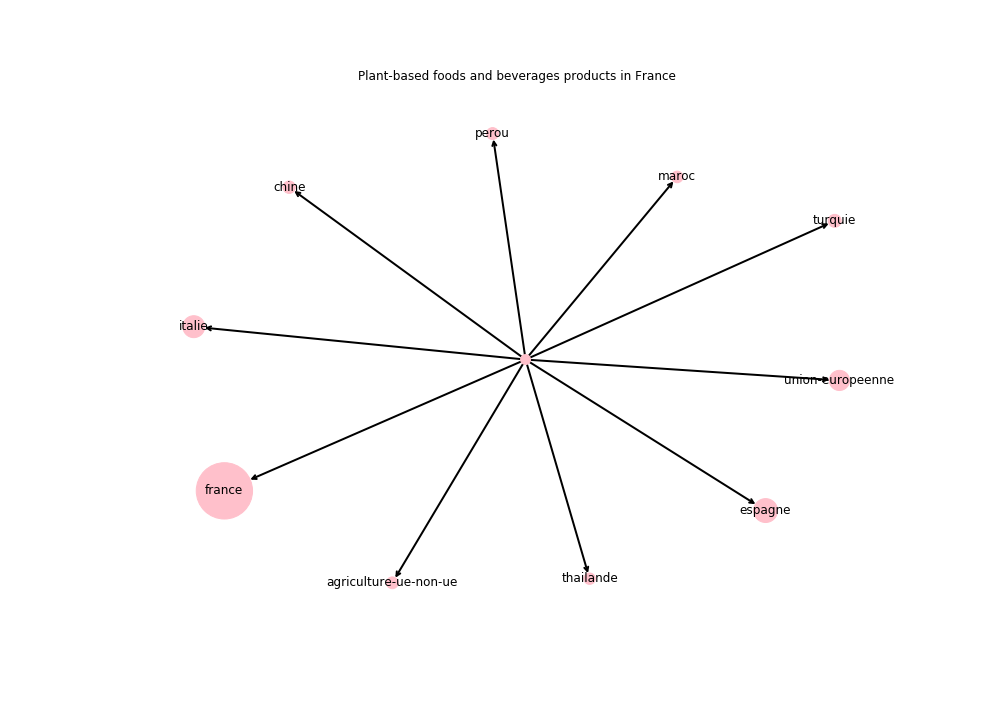 Plant-based foods and beverages products in France
perou
maroc
chine
turquie
italie
union-europeenne
france
espagne
agriculture-ue-non-ue
thailande